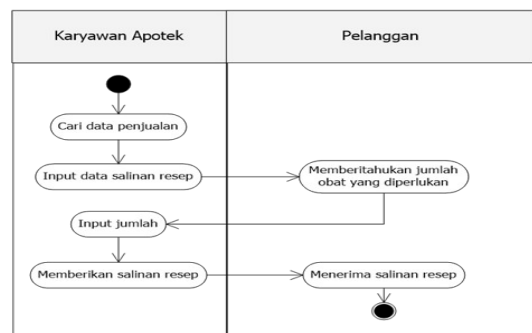 Karyawan Apotek
Pelanggan
Cari data penjualan
Input data salinan resep
Memberitahukan jumlah
obat yang diperlukan
Input jumlah
Memberikan salinan resep
Menerima salinan resep